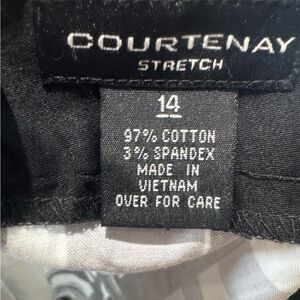 COURTENAY
STRETCH
14
97% COTTON
3% SPANDEX
MADE IN
VIETNAM
OVER FOR CARE